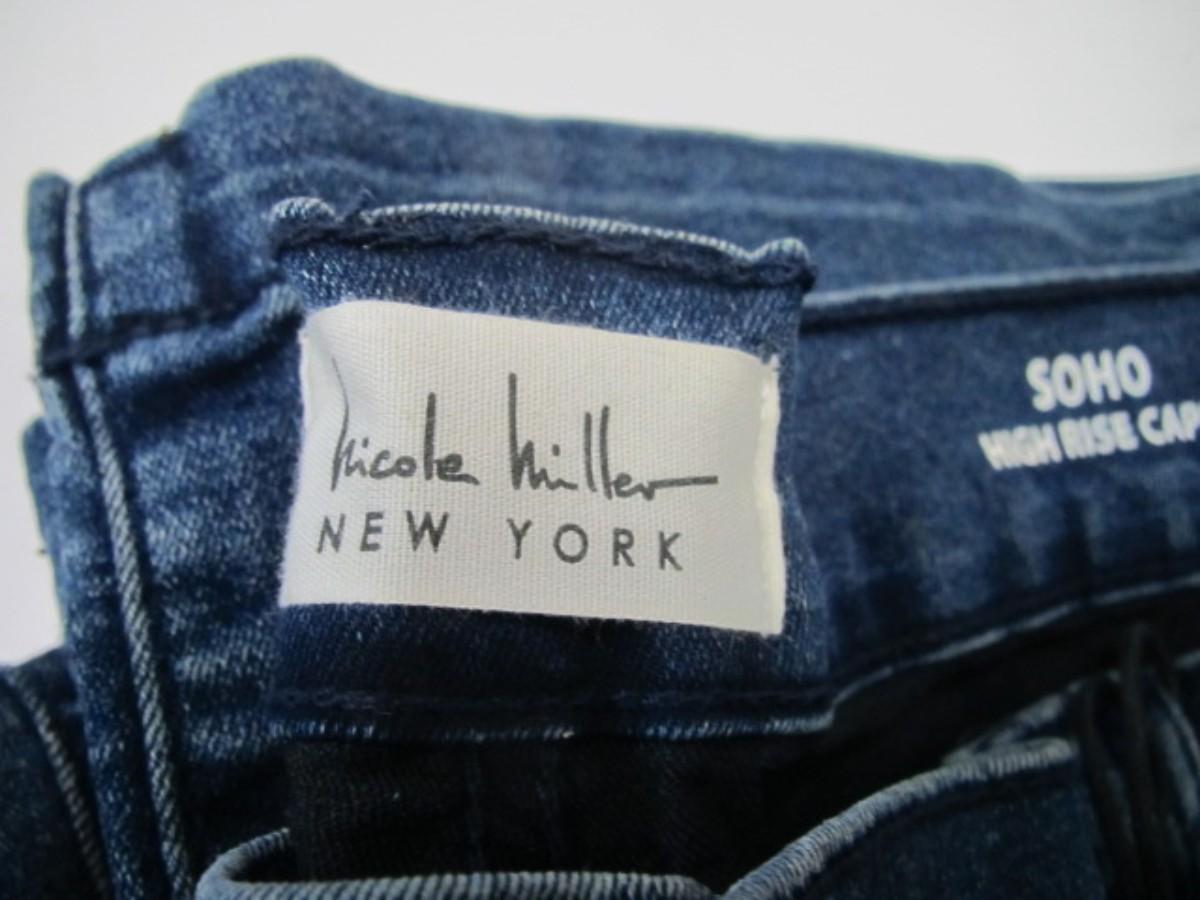 Nicole Miller
NEW YORK
SOHO
HIGH RISE CAP